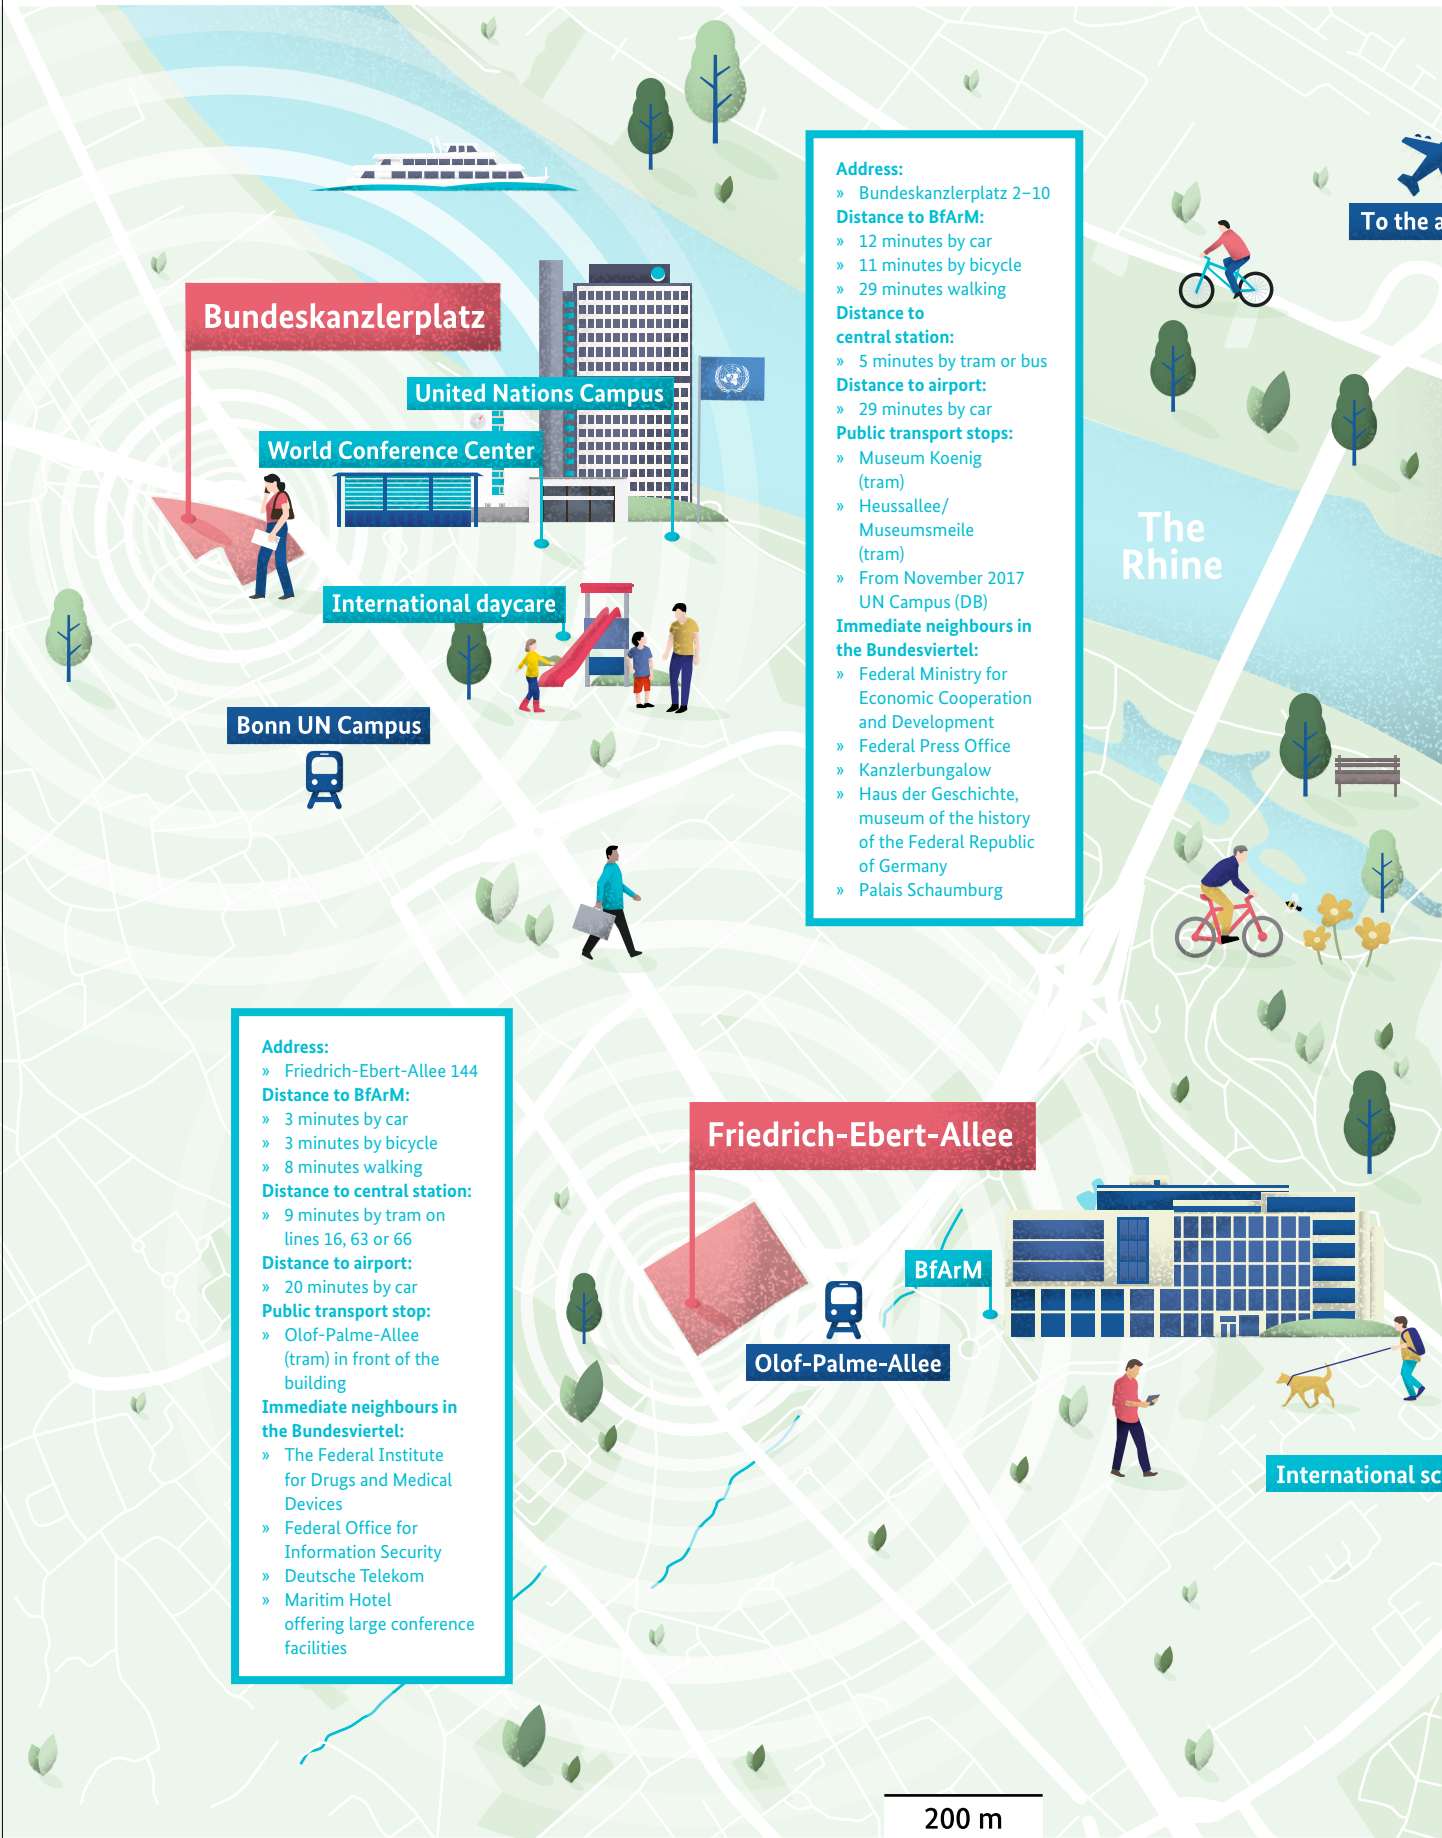 To the a
Bundeskanzlerplatz
United Nations Campus
World Conference Center
International daycare
Bonn UN Campus
Address:
» Bundeskanzlerplatz 2–10
Distance to BfArM:
» 12 minutes by car
» 11 minutes by bicycle
» 29 minutes walking
Distance to
central station:
» 5 minutes by tram or bus
Distance to airport:
» 29 minutes by car
Public transport stops:
» Museum Koenig
(tram)
» Heussallee/
Museumsmeile
(tram)
» From November 2017
UN Campus (DB)
Immediate neighbours in
the Bundesviertel:
» Federal Ministry for
Economic Cooperation
and Development
» Federal Press Office
» Kanzlerbungalow
» Haus der Geschichte,
museum of the history
of the Federal Republic
of Germany
» Palais Schaumburg
The
Rhine
Address:
» Friedrich-Ebert-Allee 144
Distance to BfArM:
» 3 minutes by car
» 3 minutes by bicycle
» 8 minutes walking
Distance to central station:
» 9 minutes by tram on
lines 16, 63 or 66
Distance to airport:
» 20 minutes by car
Public transport stop:
» Olof-Palme-Allee
(tram) in front of the
building
Immediate neighbours in
the Bundesviertel:
» The Federal Institute
for Drugs and Medical
Devices
» Federal Office for
Information Security
» Deutsche Telekom
» Maritim Hotel
offering large conference
facilities
Friedrich-Ebert-Allee
BfArM
Olof-Palme-Allee
International sc
200 m